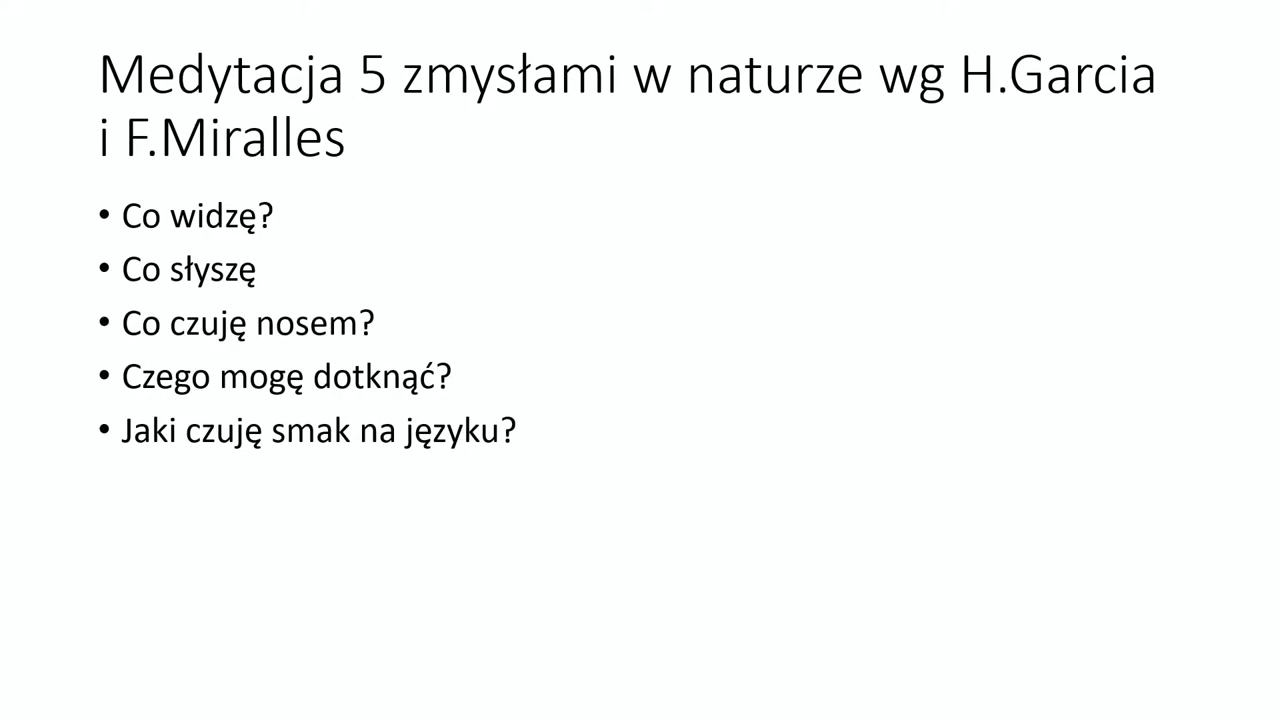 Medytacja 5 zmysłami w naturze wg H.Garcia
i F.Miralles
• Co widzę?
• Co słyszę
• Co czuję nosem?
• Czego mogę dotknąć?
• Jaki czuję smak na języku?